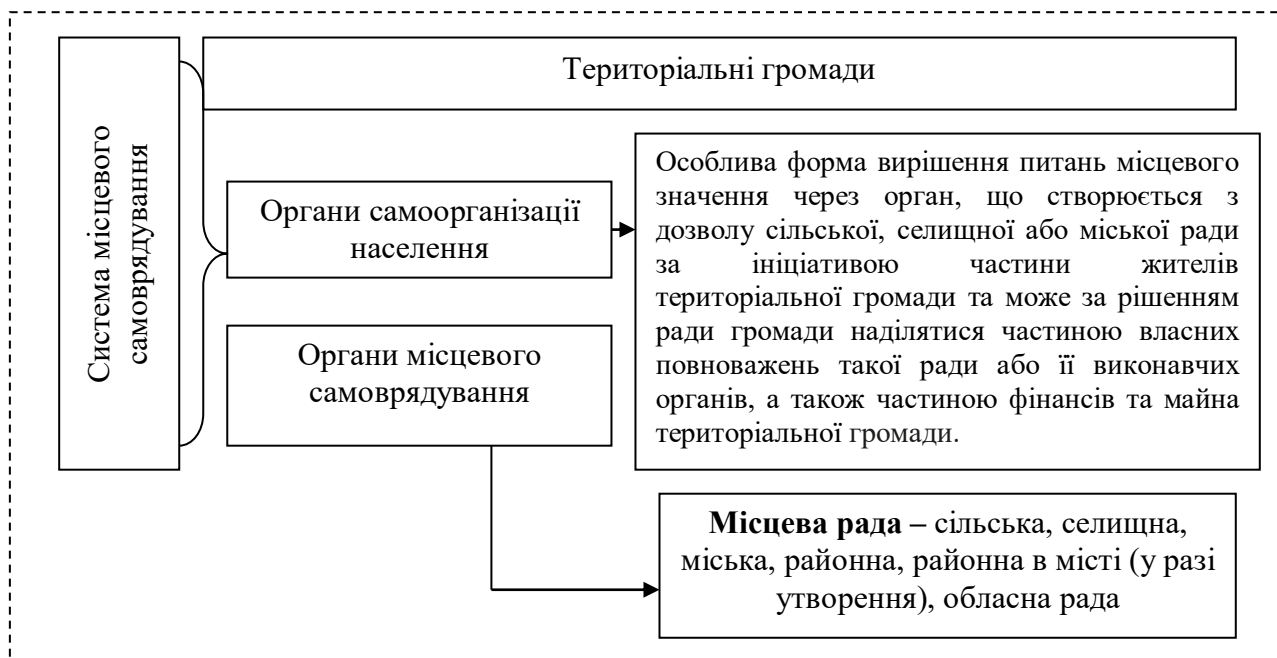 Система місцевого
самоврядування
Територіальні громади
Органи самоорганізації
населення
Особлива форма вирішення питань місцевого
значення через орган, що створюється з
дозволу сільської, селищної або міської ради
за ініціативою частини жителів
територіальної громади та може за рішенням
ради громади наділятися частиною власних
повноважень такої ради або її виконавчих
органів, а також частиною фінансів та майна
територіальної громади.
Органи місцевого
самоврядування
Місцева рада – сільська, селищна,
міська, районна, районна в місті (у разі
утворення), обласна рада